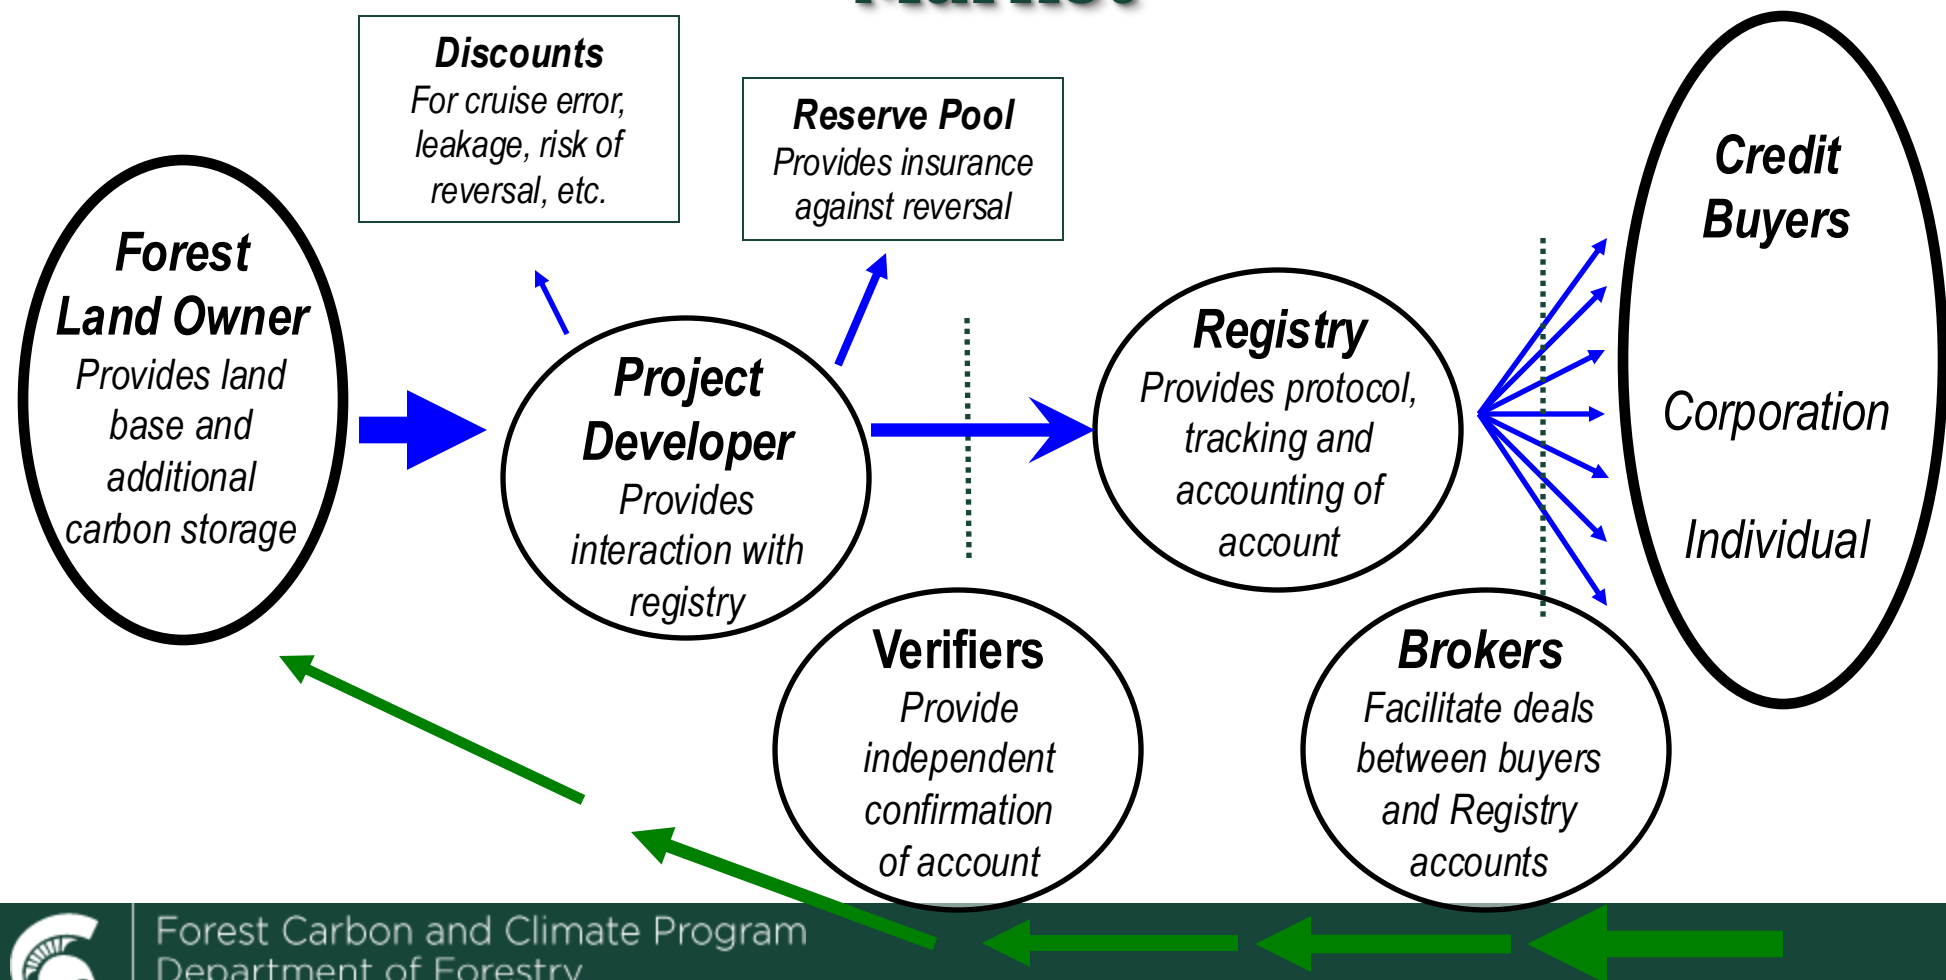 Market
Discounts
For cruise error,
leakage, risk of
reversal, etc.
Reserve Pool
Provides insurance
against reversal
Credit
Buyers
Corporation
Individual
Forest
Land Owner
Provides land
base and
additional
carbon storage
Project
Developer
Provides
interaction with
registry
Registry
Provides protocol,
tracking and
accounting of
account
Verifiers
Provide
independent
confirmation
of account
Brokers
Facilitate deals
between buyers
and Registry
accounts
Forest Carbon and Climate Program
Department of Forestry